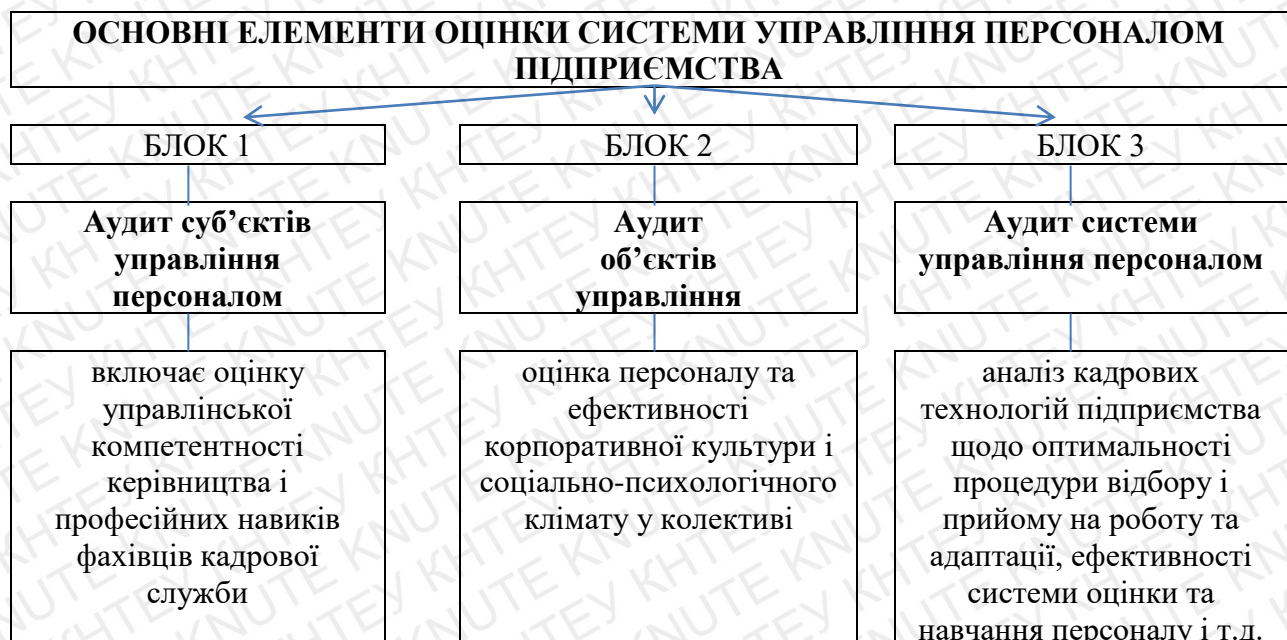 ОСНОВНІ ЕЛЕМЕНТИ ОЦІНКИ СИСТЕМИ УПРАВЛІННЯ ПЕРСОНАЛОМ
ПІДПРИЄМСТВА
БЛОК 1
Аудит суб’єктів
управління
персоналом
включає оцінку
управлінської
компетентності
керівництва і
професійних навиків
фахівців кадрової
служби
БЛОК 2
Аудит
об’єктів
управління
оцінка персоналу та
ефективності
корпоративної культури і
соціально-психологічного
клімату у колективі
БЛОК 3
Аудит системи
управління персоналом
аналіз кадрових
технологій підприємства
щодо оптимальності
процедури відбору і
прийому на роботу та
адаптації, ефективності
системи оцінки та
навчання персоналу і т.д.